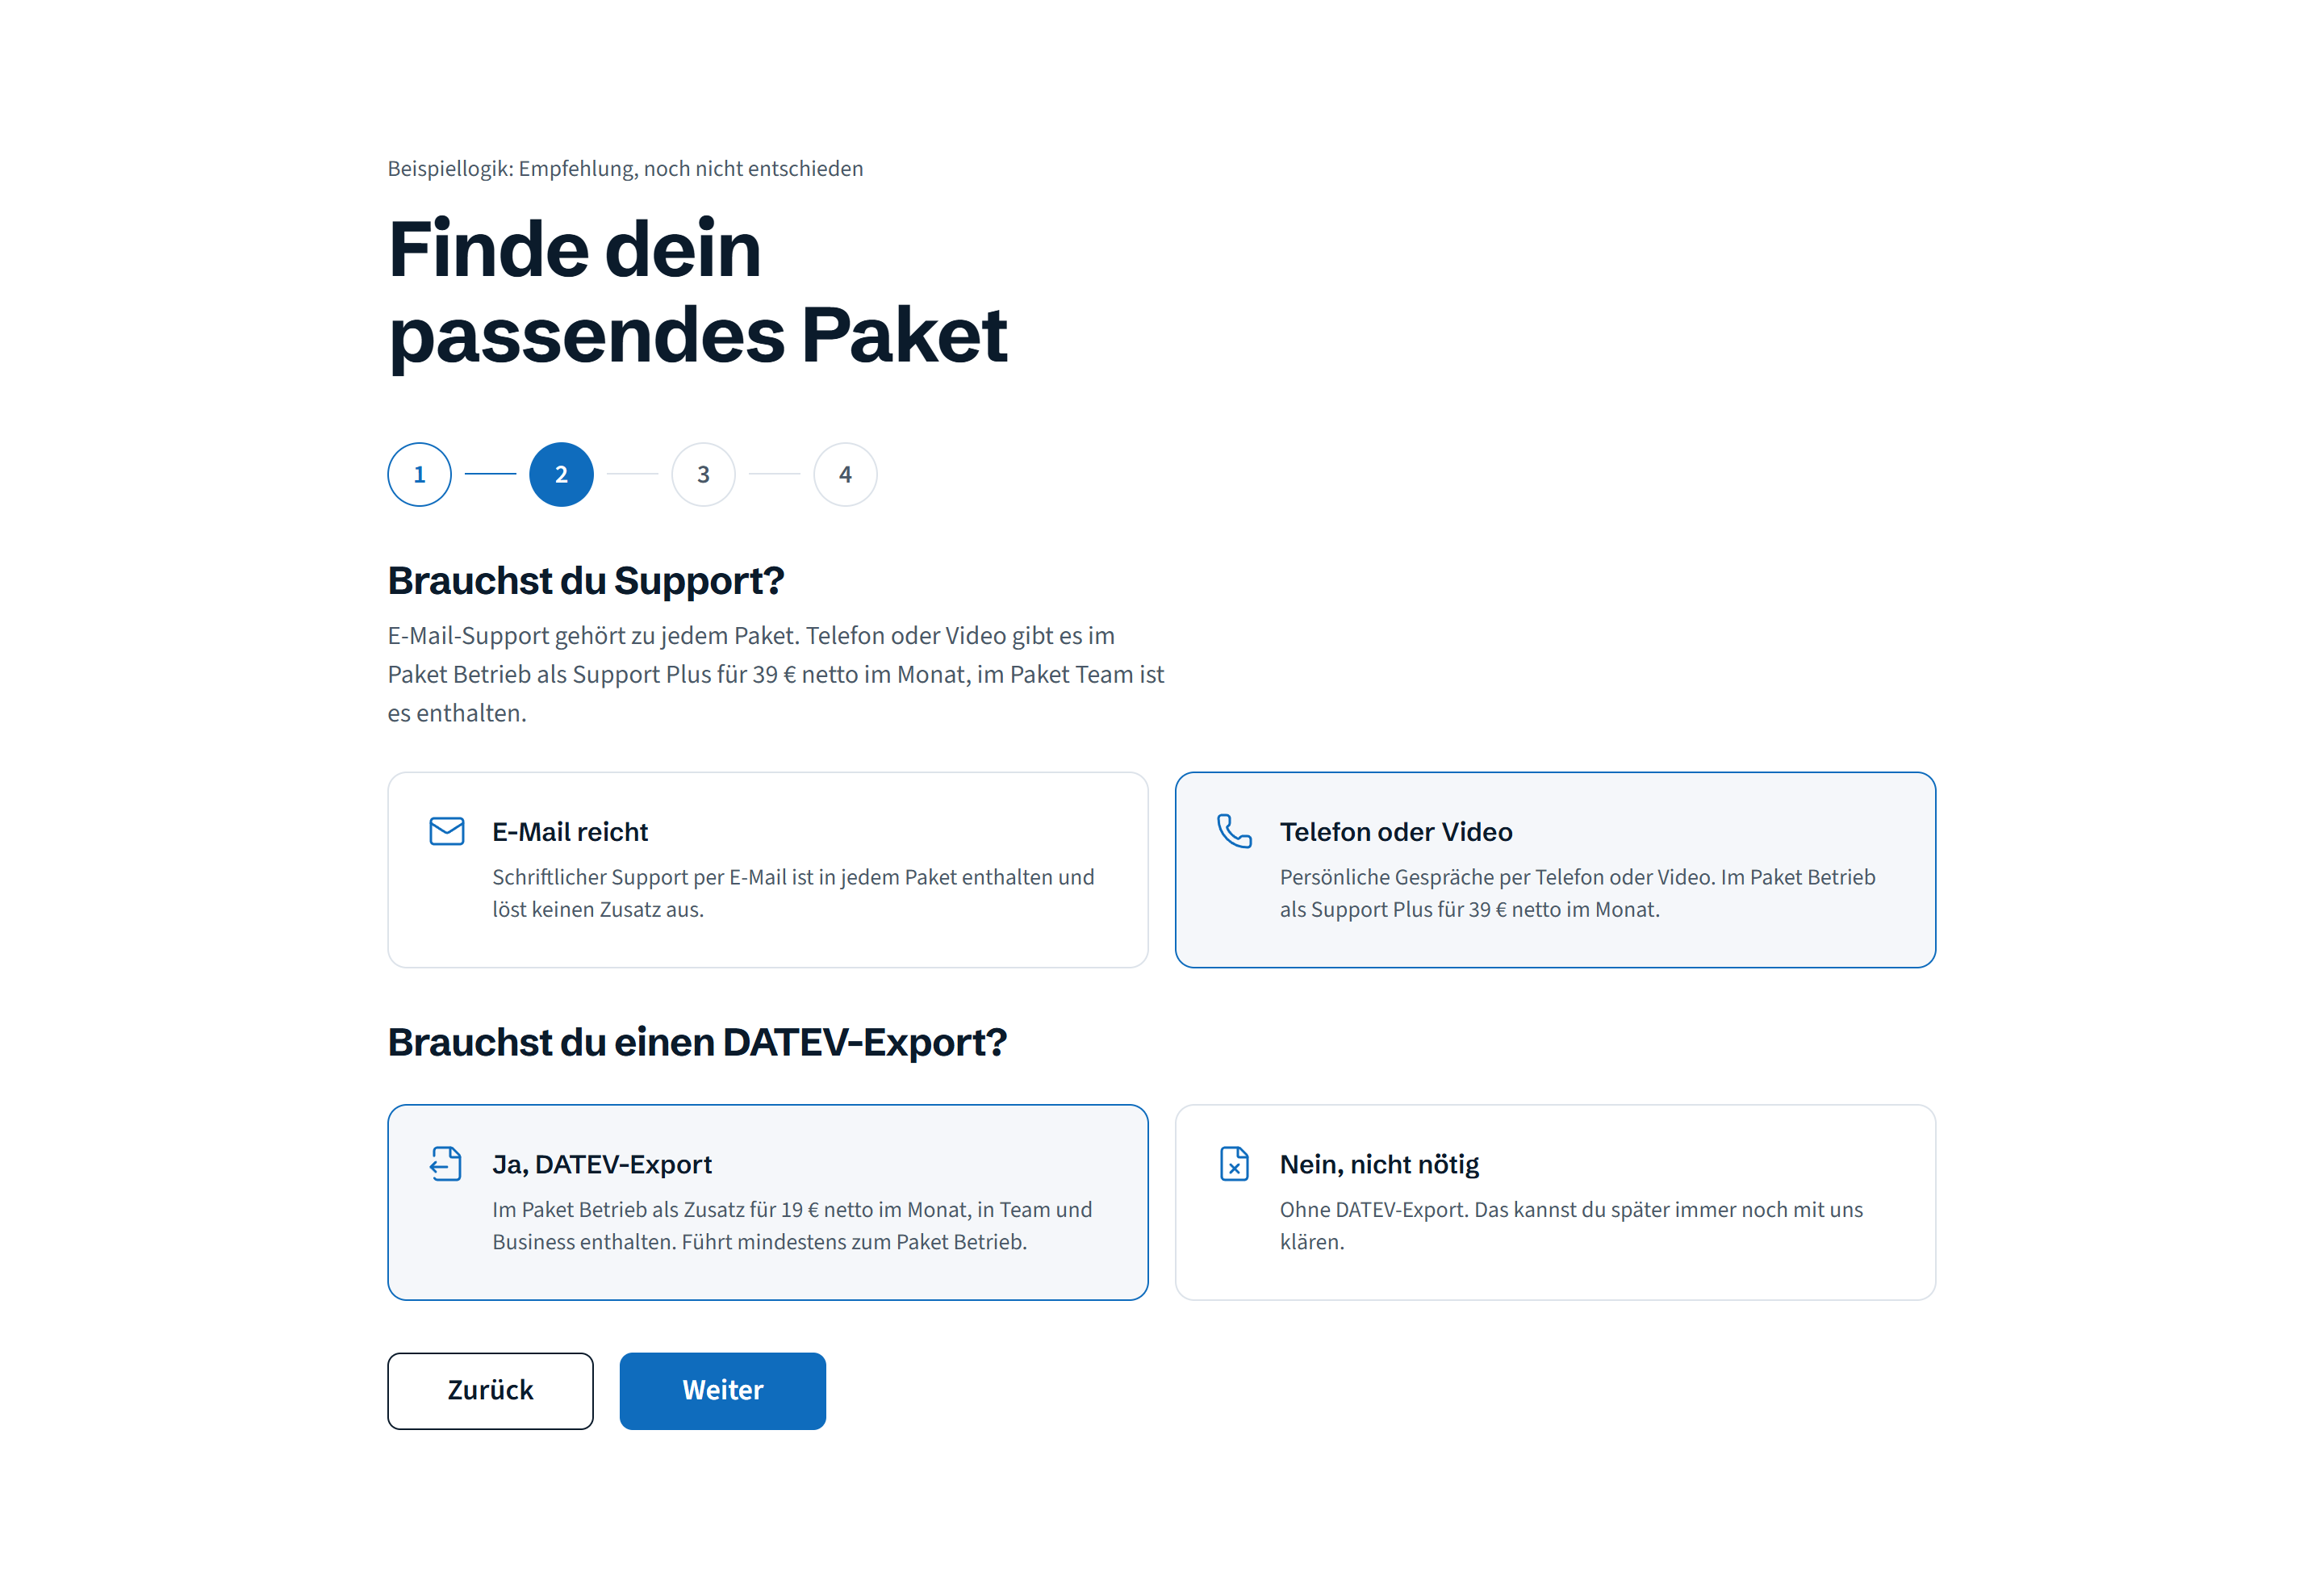 Beispiellogik: Empfehlung, noch nicht entschieden
Finde dein
passendes Paket
1
2
3
4
Brauchst du Support?
E-Mail-Support gehört zu jedem Paket. Telefon oder Video gibt es im
Paket Betrieb als Support Plus für 39 € netto im Monat, im Paket Team ist
es enthalten.
E-Mail reicht
Schriftlicher Support per E-Mail ist in jedem Paket enthalten und
löst keinen Zusatz aus.
Telefon oder Video
Persönliche Gespräche per Telefon oder Video. Im Paket Betrieb
als Support Plus für 39 € netto im Monat.
Brauchst du einen DATEV-Export?
Ja, DATEV-Export
Im Paket Betrieb als Zusatz für 19 € netto im Monat, in Team und
Business enthalten. Führt mindestens zum Paket Betrieb.
Nein, nicht nötig
Ohne DATEV-Export. Das kannst du später immer noch mit uns
klären.
Zurück
Weiter